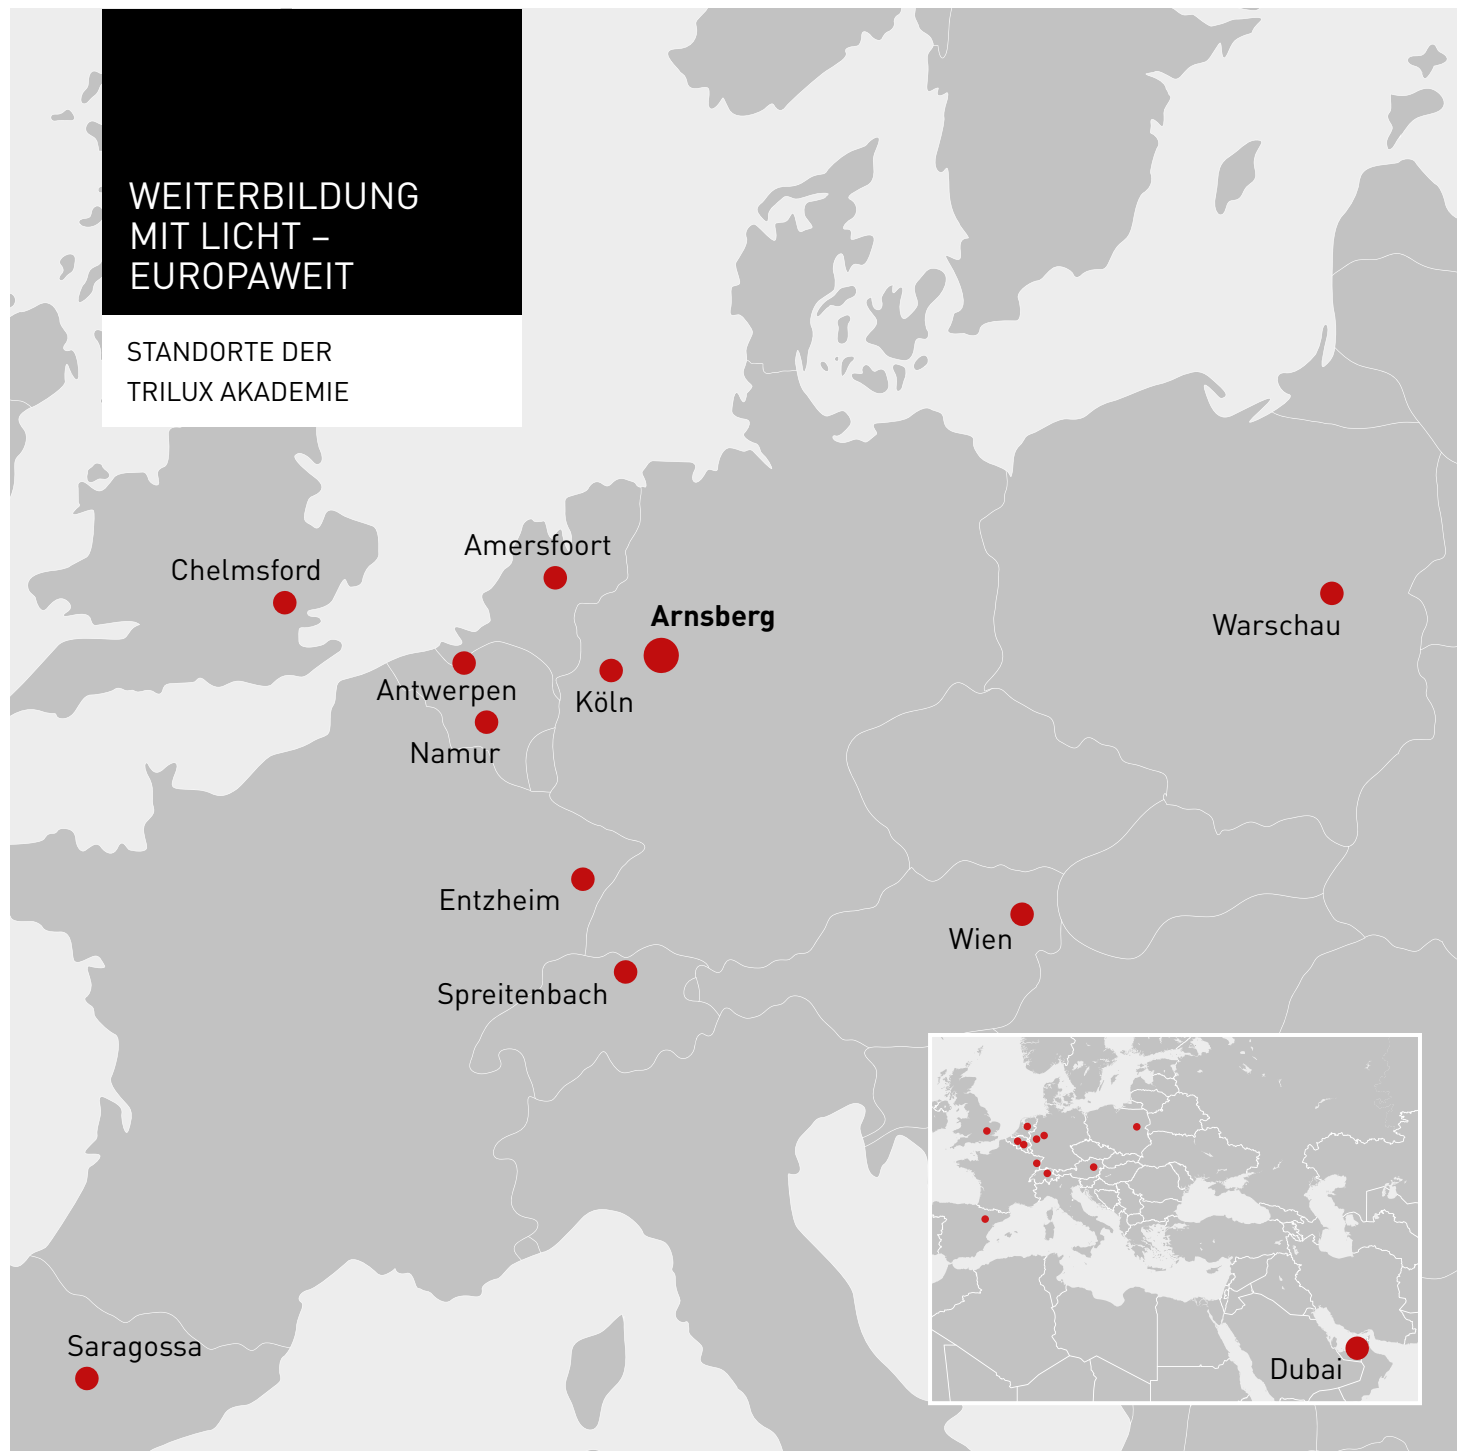 WEITERBILDUNG
MIT LICHT –
EUROPAWEIT
STANDORTE DER
TRILUX AKADEMIE
Amersfoort
Chelmsford
Arnsberg
Warschau
Antwerpen
Köln
Namur
Entzheim
Wien
Spreitenbach
Saragossa
Dubai